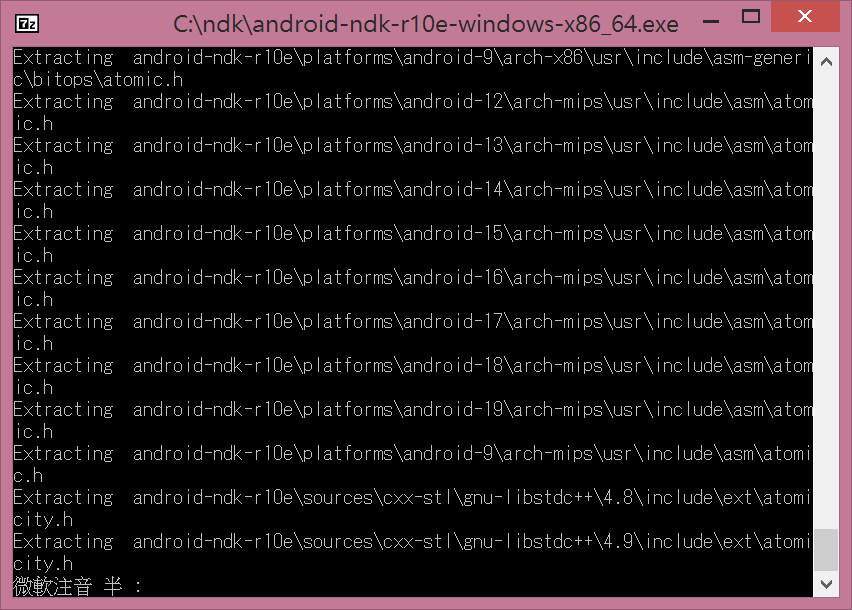 7z
C:\ndk\android-ndk-r10e-windows-x86_64.exe
Extracting  android-ndk-r10e\platforms\android-9\arch-x86\usr\include\asm-generi
c\bitops\atomic.h
Extracting  android-ndk-r10e\platforms\android-12\arch-mips\usr\include\asm\atom
ic.h
Extracting  android-ndk-r10e\platforms\android-13\arch-mips\usr\include\asm\atom
ic.h
Extracting  android-ndk-r10e\platforms\android-14\arch-mips\usr\include\asm\atom
ic.h
Extracting  android-ndk-r10e\platforms\android-15\arch-mips\usr\include\asm\atom
ic.h
Extracting  android-ndk-r10e\platforms\android-16\arch-mips\usr\include\asm\atom
ic.h
Extracting  android-ndk-r10e\platforms\android-17\arch-mips\usr\include\asm\atom
ic.h
Extracting  android-ndk-r10e\platforms\android-18\arch-mips\usr\include\asm\atom
ic.h
Extracting  android-ndk-r10e\platforms\android-19\arch-mips\usr\include\asm\atom
ic.h
Extracting  android-ndk-r10e\platforms\android-9\arch-mips\usr\include\asm\atomi
c.h
Extracting  android-ndk-r10e\sources\cxx-stl\gnu-libstdc++\4.8\include\ext\atomi
city.h
Extracting  android-ndk-r10e\sources\cxx-stl\gnu-libstdc++\4.9\include\ext\atomi
city.h
微軟注音 半 :